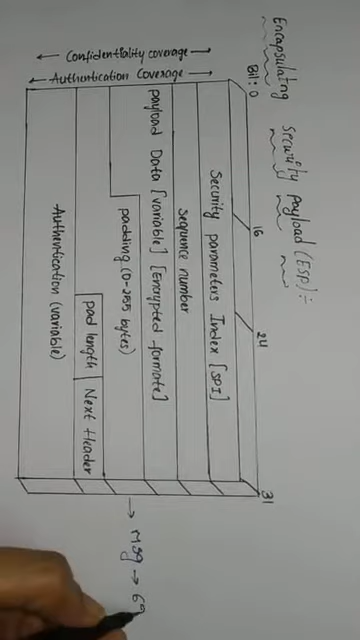 Encapsulating Security Payload (ESP):-
Bit: 0 16 24 31
Security parameters Index [SPI]
Sequence number
payload Data [variable] [Encrypted formate]
padding (0-255 bytes)
pad length Next Header
Authentication (variable)
Authentication Coverage
Confidentiality coverage
→ Msg →